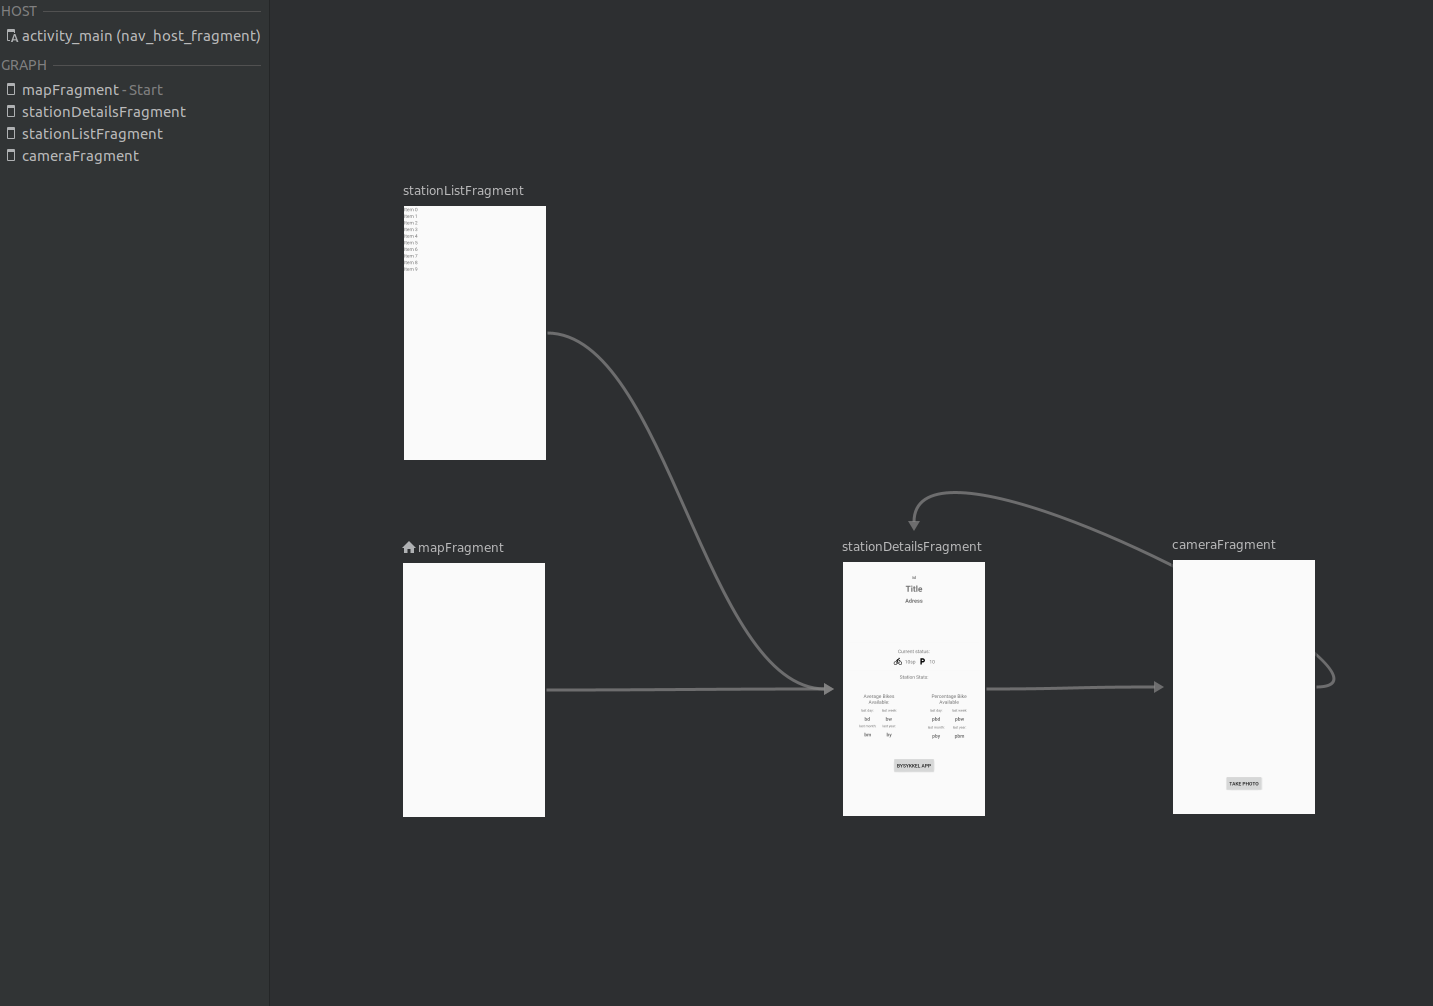 HOST
activity_main (nav_host_fragment)
GRAPH
mapFragment - Start
stationDetailsFragment
stationListFragment
cameraFragment
stationListFragment
Item 0
Item 1
Item 2
Item 3
Item 4
Item 5
Item 6
Item 7
Item 8
Item 9
mapFragment
stationDetailsFragment
Title
Adress
Current status:
P 10
Station Stats:
Average Bikes Available:
last day: last week:
bd bw
last month: last year:
bm by
Percentage Bike Available
last day: last week:
pbd pbw
last month: last year:
pby pbm
BYSYKKEL APP
cameraFragment
TAKE PHOTO